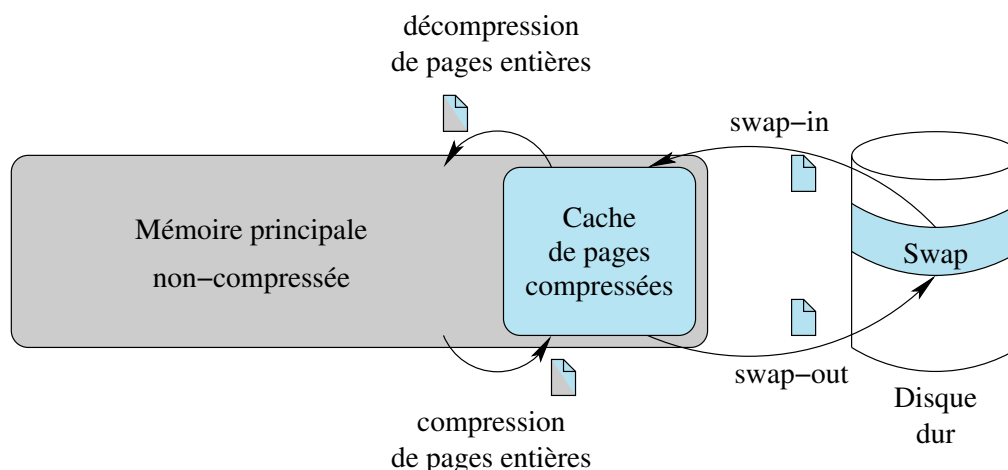 décompression
de pages entières
swap−in
Mémoire principale
non−compressée
Cache
de pages
compressées
Swap
swap−out
Disque
dur
compression
de pages entières